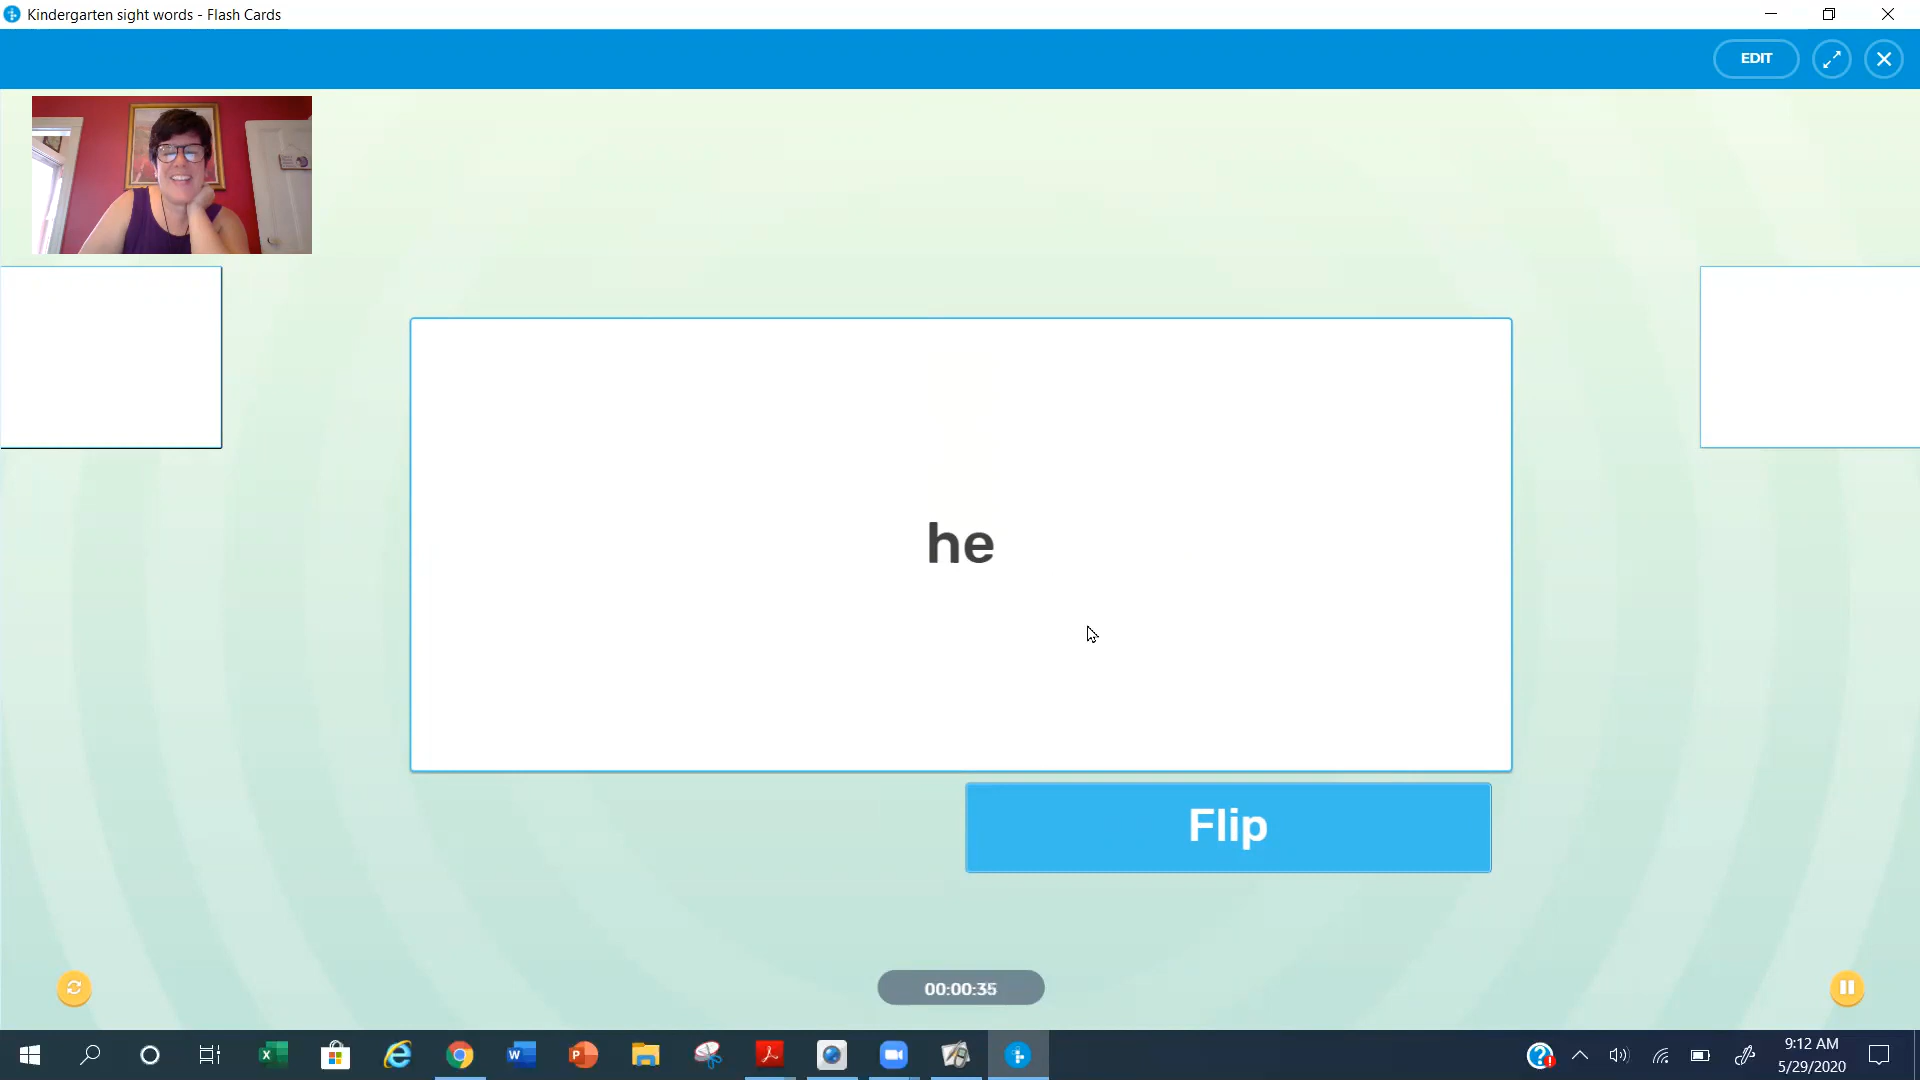 Kindergarten sight words - Flash Cards
EDIT
he
Flip
00:00:35
9:12 AM
5/29/2020